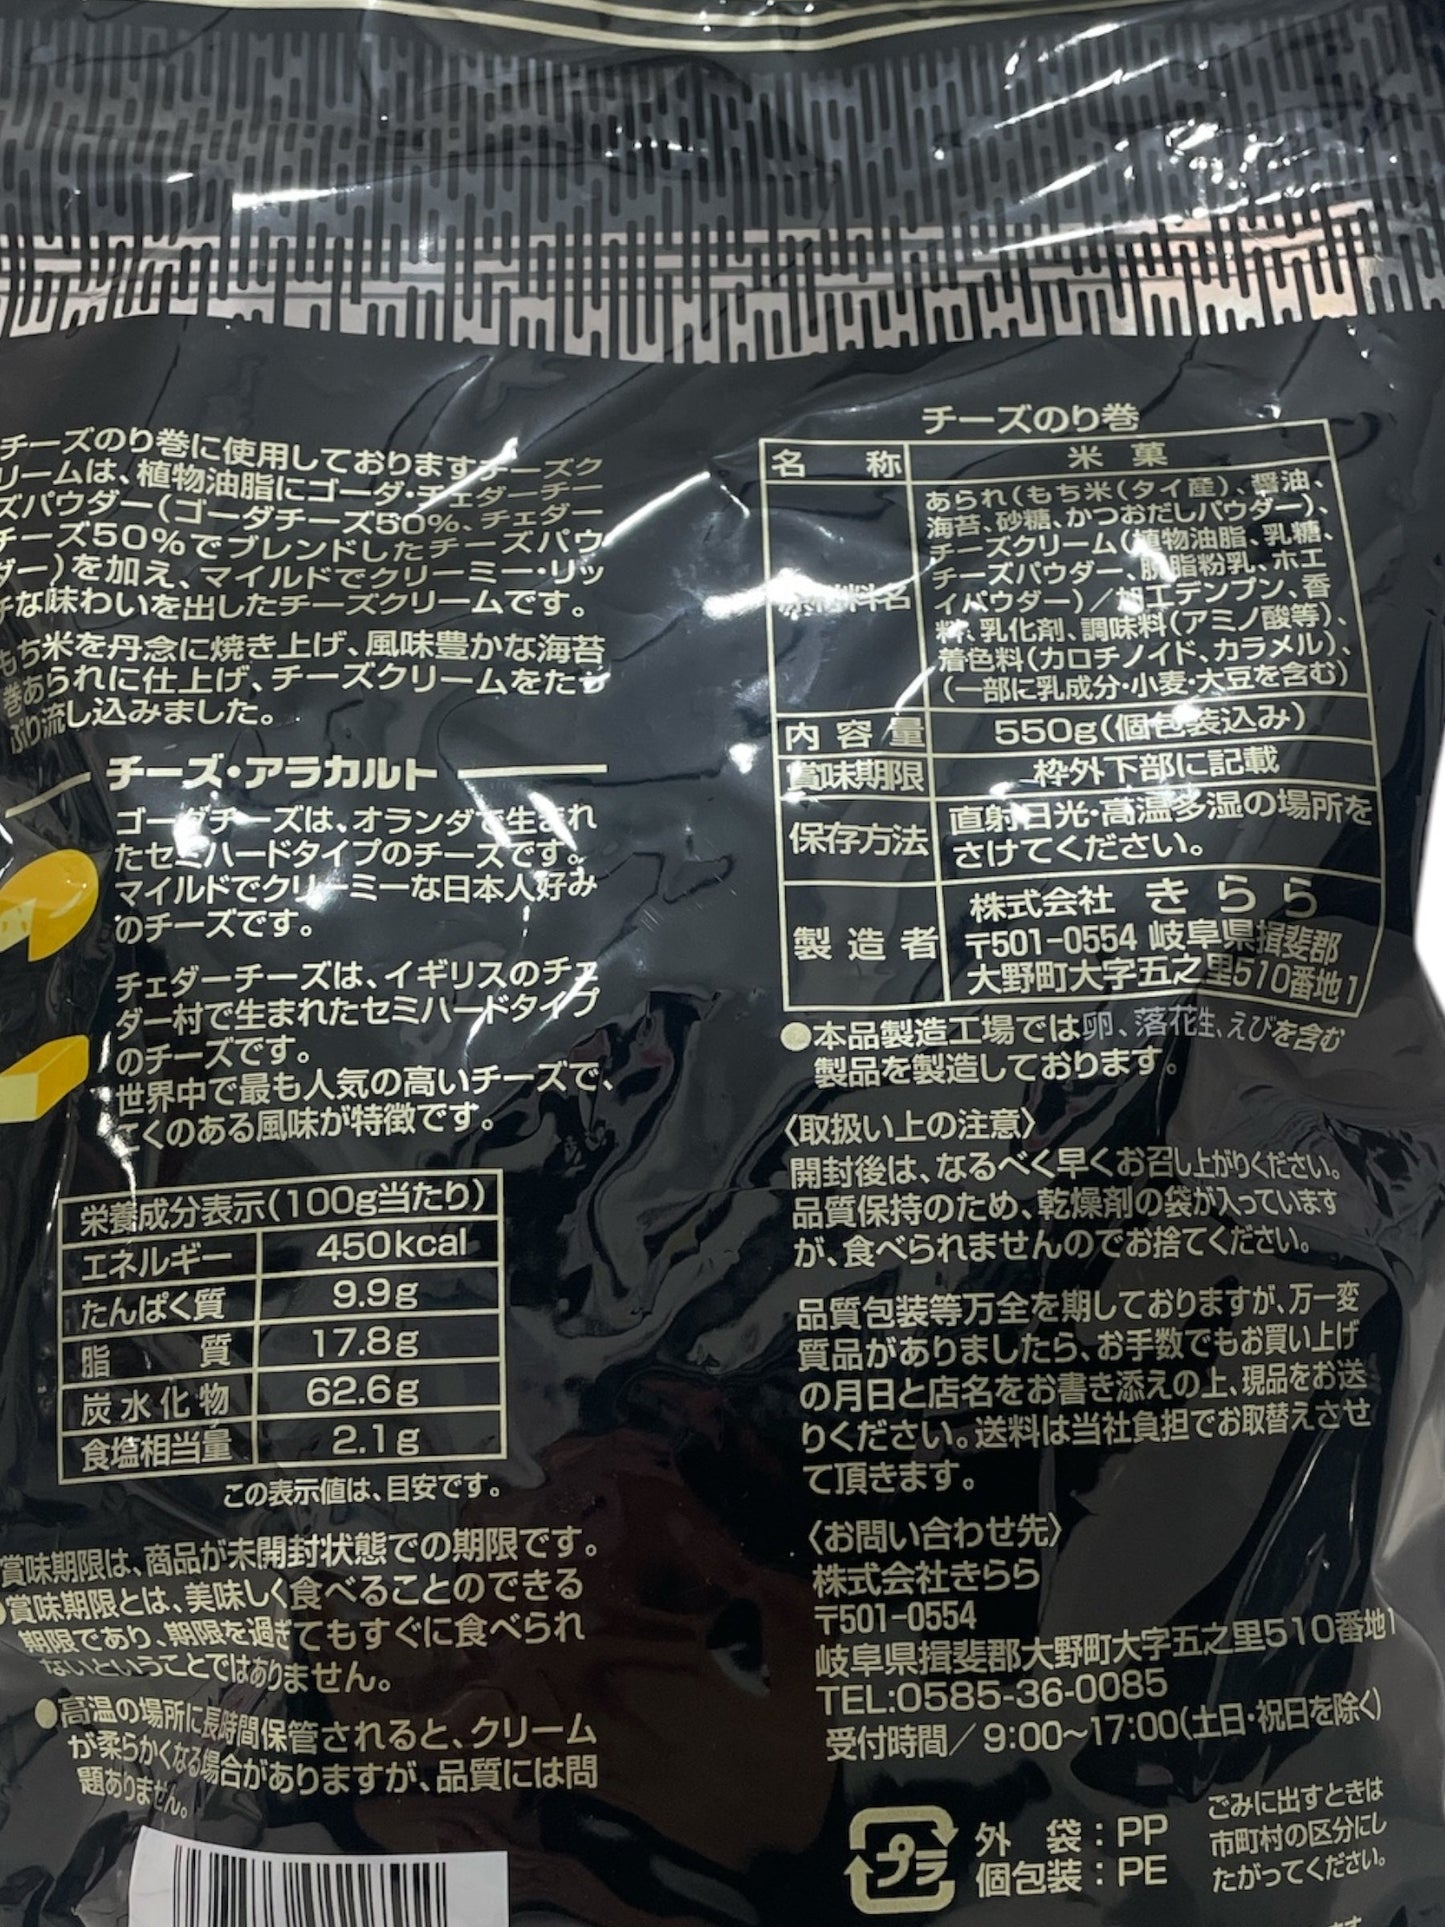 チーズのり巻に使用しておりますチーズク
リームは、植物油脂にゴーダ・チェダーチー
ズパウダー(ゴーダチーズ50%、チェダー
チーズ50%でブレンドしたチーズパウ
ダー)を加え、マイルドでクリーミー・リッ
チな味わいを出したチーズクリームです。
もち米を丹念に焼き上げ、風味豊かな海苔
巻あられに仕上げ、チーズクリームをたっ
ぷり流し込みました。
チーズ・アラカルト
ゴーダチーズは、オランダで生まれ
たセミハードタイプのチーズです。
マイルドでクリーミーな日本人好み
のチーズです。
チェダーチーズは、イギリスのチェ
ダー村で生まれたセミハードタイプ
のチーズです。
世界中で最も人気の高いチーズで、
こくのある風味が特徴です。
栄養成分表示(100g当たり)
エネルギー 450kcal
たんぱく質 9.9g
脂質 17.8g
炭水化物 62.6g
食塩相当量 2.1g
この表示値は、目安です。
賞味期限は、商品が未開封状態での期限です。
●賞味期限とは、美味しく食べることのできる
期限であり、期限を過ぎてもすぐに食べられ
ないということではありません。
●高温の場所に長時間保管されると、クリーム
が柔らかくなる場合がありますが、品質には問
題ありません。
チーズのり巻
名称 米菓
原材料名 あられ(もち米(タイ産)、醤油、
海苔、砂糖、かつおだしパウダー)、
チーズクリーム(植物油脂、乳糖、
チーズパウダー、脱脂粉乳、ホエ
イパウダー)/加工デンプン、香
料、乳化剤、調味料(アミノ酸等)、
着色料(カロチノイド、カラメル)、
(一部に乳成分・小麦・大豆を含む)
内容量 550g(個包装込み)
賞味期限 枠外下部に記載
保存方法 直射日光・高温多湿の場所を
さけてください。
製造者 株式会社 きらら
〒501-0554 岐阜県揖斐郡
大野町大字五之里510番地1
●本品製造工場では卵、落花生、えびを含む
製品を製造しております。
〈取扱い上の注意〉
開封後は、なるべく早くお召し上がりください。
品質保持のため、乾燥剤の袋が入っています
が、食べられませんのでお捨てください。
品質包装等万全を期しておりますが、万一変
質品がありましたら、お手数でもお買い上げ
の月日と店名をお書き添えの上、現品をお送
りください。送料は当社負担でお取替えさせ
て頂きます。
〈お問い合わせ先〉
株式会社きらら
〒501-0554
岐阜県揖斐郡大野町大字五之里510番地1
TEL:0585-36-0085
受付時間/9:00~17:00(土日・祝日を除く)
プラ
外袋:PP
個包装:PE
ごみに出すときは
市町村の区分にし
たがってください。